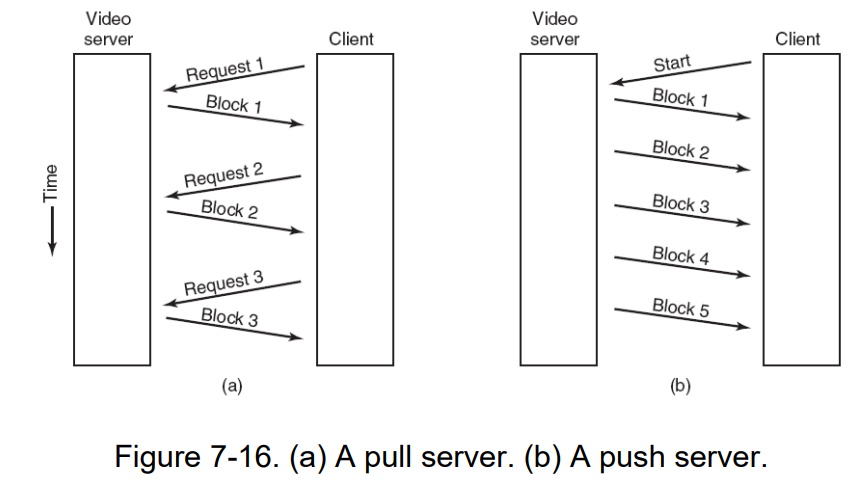 Video
server
Client
Request 1
Block 1
Request 2
Block 2
Request 3
Block 3
Time
(a)
Video
server
Client
Start
Block 1
Block 2
Block 3
Block 4
Block 5
(b)
Figure 7-16. (a) A pull server. (b) A push server.